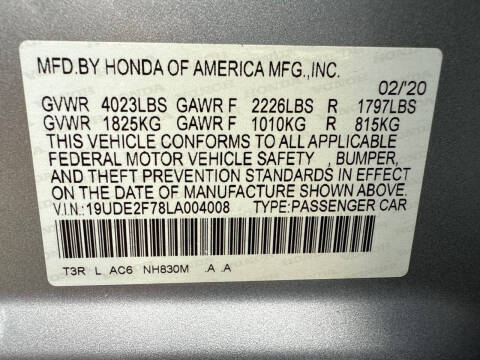 MFD.BY HONDA OF AMERICA MFG.,INC.
02/'20
GVWR 4023LBS GAWR F 2226LBS R 1797LBS
GVWR 1825KG GAWR F 1010KG R 815KG
THIS VEHICLE CONFORMS TO ALL APPLICABLE
FEDERAL MOTOR VEHICLE SAFETY , BUMPER,
AND THEFT PREVENTION STANDARDS IN EFFECT
ON THE DATE OF MANUFACTURE SHOWN ABOVE.
V.I.N.:19UDE2F78LA004008 TYPE:PASSENGER CAR
T3R L AC6 NH830M .A .A